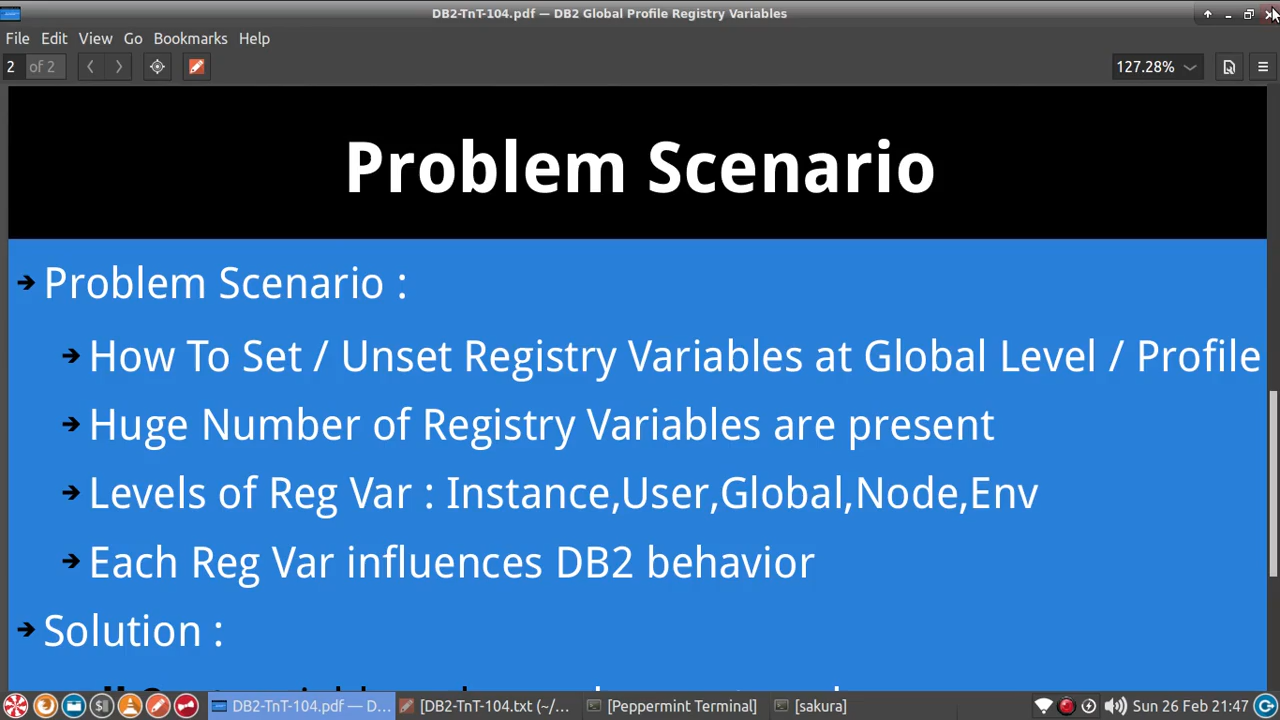 DB2-TnT-104.pdf — DB2 Global Profile Registry Variables
File Edit View Go Bookmarks Help
2 of 2 127.28%
Problem Scenario
Problem Scenario :
How To Set / Unset Registry Variables at Global Level / Profile
Huge Number of Registry Variables are present
Levels of Reg Var : Instance,User,Global,Node,Env
Each Reg Var influences DB2 behavior
Solution :
DB2-TnT-104.pdf — D... [DB2-TnT-104.txt (~/... [Peppermint Terminal] [sakura] Sun 26 Feb 21:47